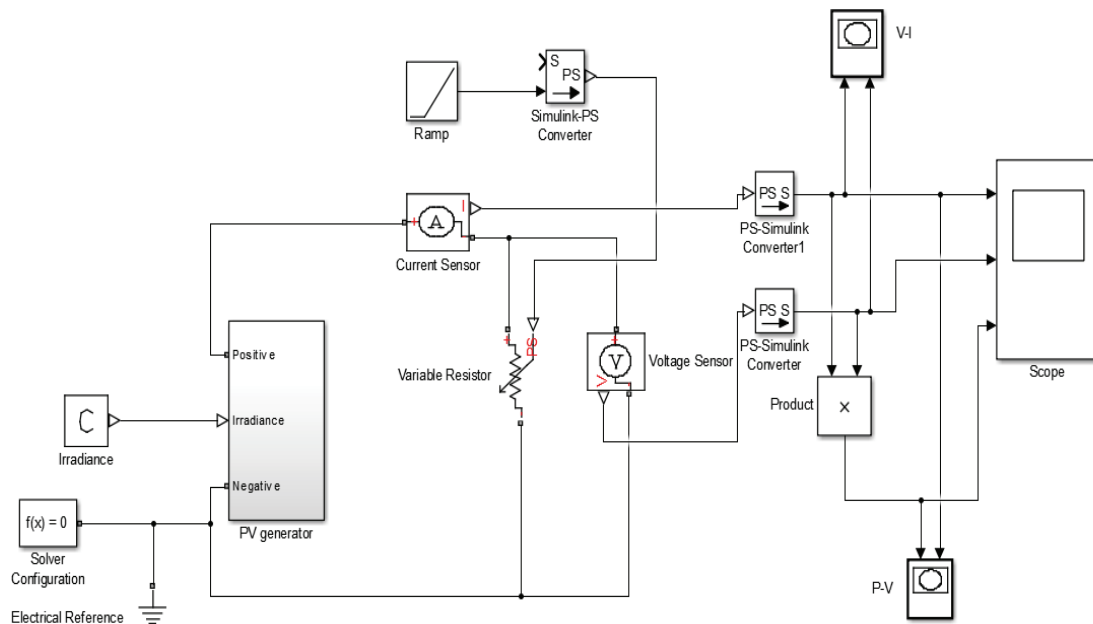 V-I
S
PS
Simulink-PS
Converter
Ramp
I
+
A
-
Current Sensor
PS S
PS-Simulink
Converter1
PS S
PS-Simulink
Converter
Scope
Positive
Irradiance
Negative
PV generator
+
PS
-
Variable Resistor
+
V
V
-
Voltage Sensor
Product
×
C
Irradiance
f(x) = 0
Solver
Configuration
Electrical Reference
P-V